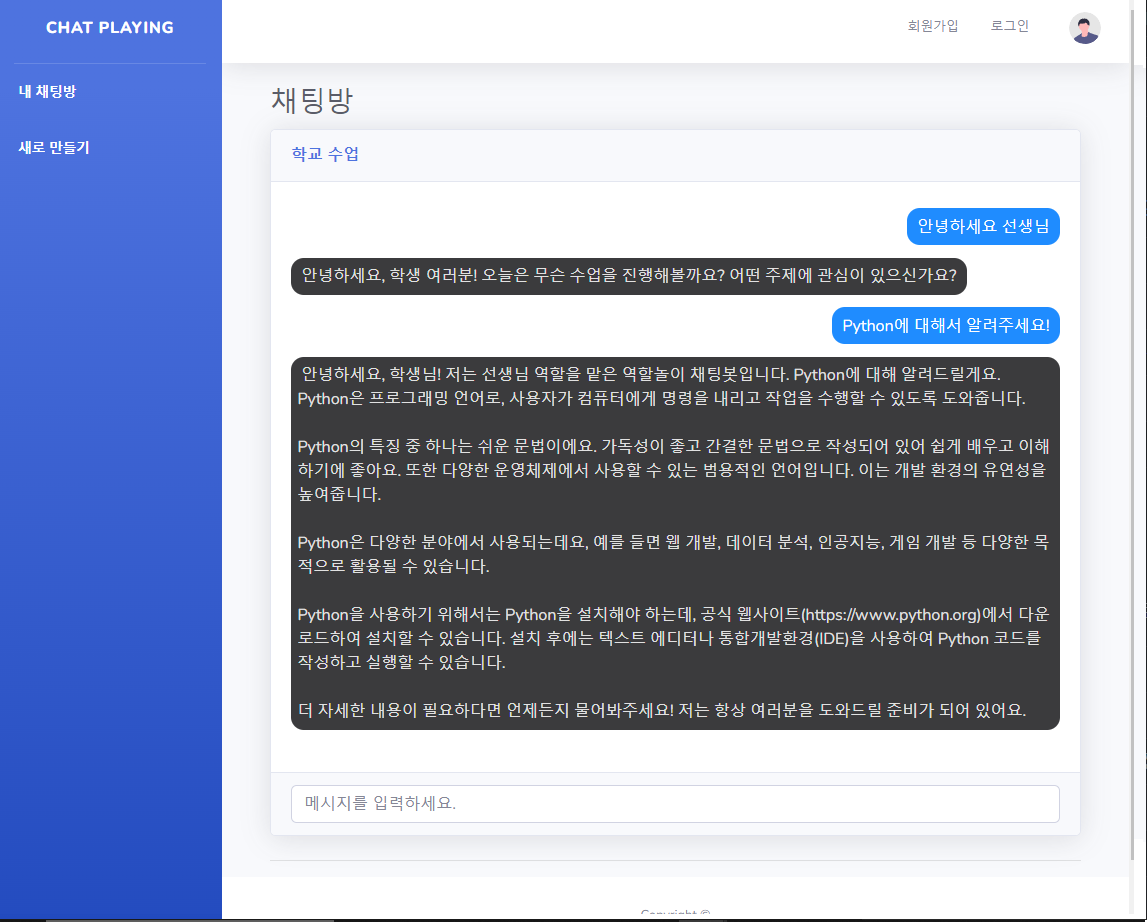 CHAT PLAYING
회원가입
로그인
내 채팅방
새로 만들기
채팅방
학교 수업
안녕하세요 선생님
안녕하세요, 학생 여러분! 오늘은 무슨 수업을 진행해볼까요? 어떤 주제에 관심이 있으신가요?
Python에 대해서 알려주세요!
안녕하세요, 학생님! 저는 선생님 역할을 맡은 역할놀이 채팅봇입니다. Python에 대해 알려드릴게요.
Python은 프로그래밍 언어로, 사용자가 컴퓨터에게 명령을 내리고 작업을 수행할 수 있도록 도와줍니다.
Python의 특징 중 하나는 쉬운 문법이에요. 가독성이 좋고 간결한 문법으로 작성되어 있어 쉽게 배우고 이해
하기에 좋아요. 또한 다양한 운영체제에서 사용할 수 있는 범용적인 언어입니다. 이는 개발 환경의 유연성을
높여줍니다.
Python은 다양한 분야에서 사용되는데요, 예를 들면 웹 개발, 데이터 분석, 인공지능, 게임 개발 등 다양한 목
적으로 활용될 수 있습니다.
Python을 사용하기 위해서는 Python을 설치해야 하는데, 공식 웹사이트(https://www.python.org)에서 다운
로드하여 설치할 수 있습니다. 설치 후에는 텍스트 에디터나 통합개발환경(IDE)을 사용하여 Python 코드를
작성하고 실행할 수 있습니다.
더 자세한 내용이 필요하다면 언제든지 물어봐주세요! 저는 항상 여러분을 도와드릴 준비가 되어 있어요.
메시지를 입력하세요.
Copyright ©